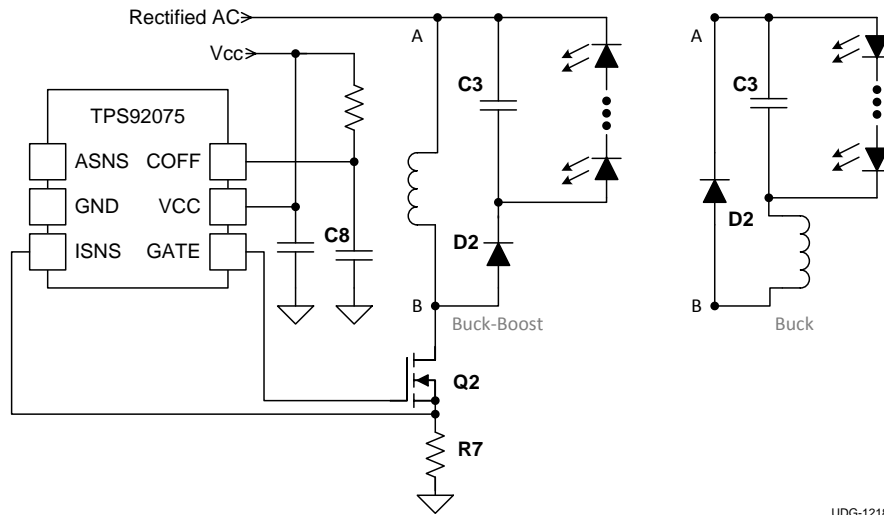 Rectified AC
A
A
Vcc
C3
C3
TPS92075
ASNS
COFF
GND
VCC
C8
ISNS
GATE
D2
D2
B
Buck-Boost
B
Buck
Q2
R7